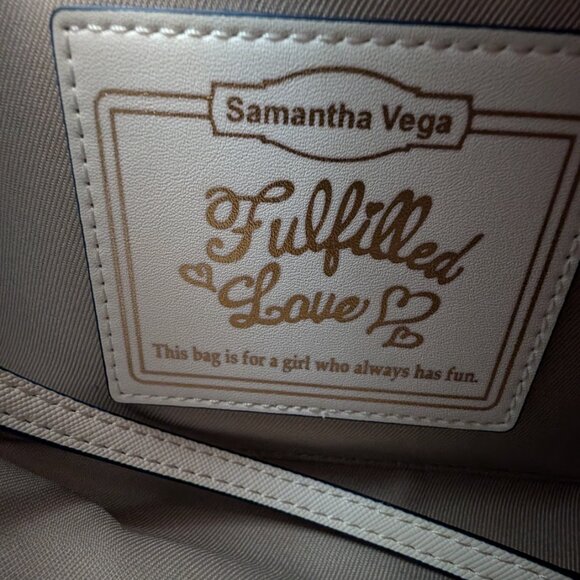 Samantha Vega
Fulfilled
Love
This bag is for a girl who always has fun.